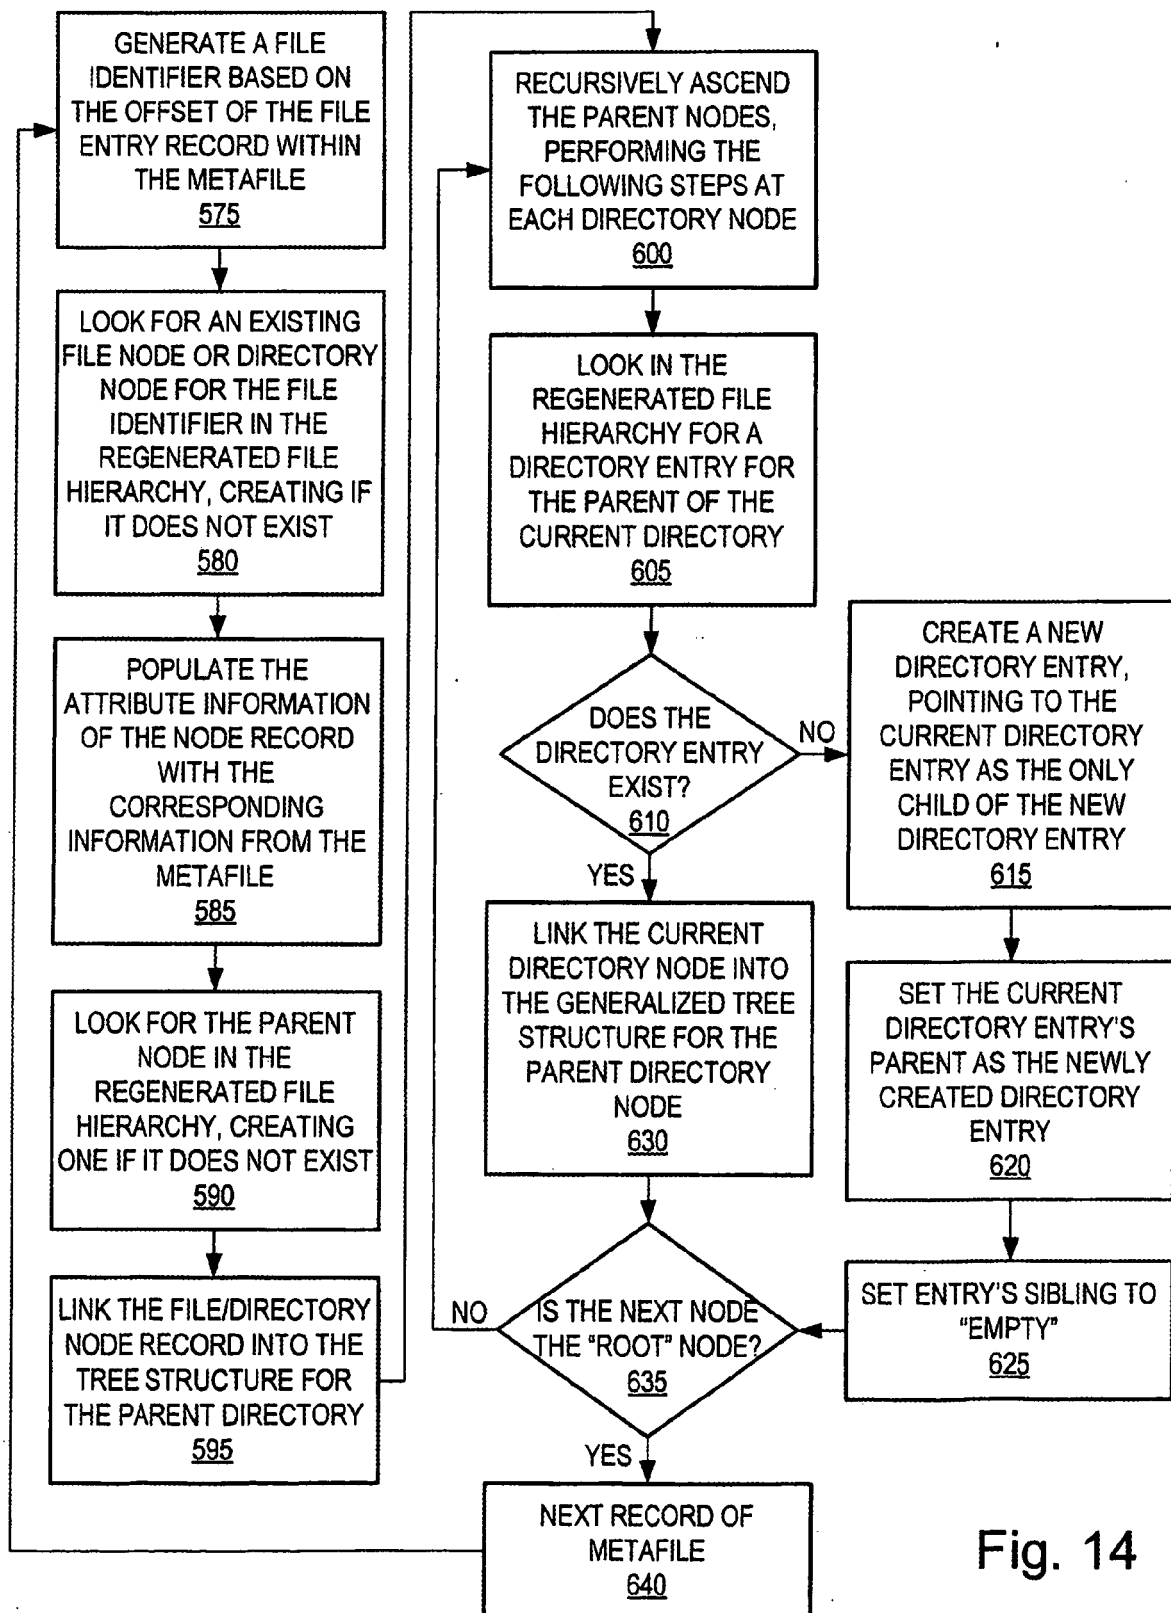 GENERATE A FILE
IDENTIFIER BASED ON
THE OFFSET OF THE FILE
ENTRY RECORD WITHIN
THE METAFILE
575
LOOK FOR AN EXISTING
FILE NODE OR DIRECTORY
NODE FOR THE FILE
IDENTIFIER IN THE
REGENERATED FILE
HIERARCHY, CREATING IF
IT DOES NOT EXIST
580
POPULATE THE
ATTRIBUTE INFORMATION
OF THE NODE RECORD
WITH THE
CORRESPONDING
INFORMATION FROM THE
METAFILE
585
LOOK FOR THE PARENT
NODE IN THE
REGENERATED FILE
HIERARCHY, CREATING
ONE IF IT DOES NOT EXIST
590
LINK THE FILE/DIRECTORY
NODE RECORD INTO THE
TREE STRUCTURE FOR
THE PARENT DIRECTORY
595
RECURSIVELY ASCEND
THE PARENT NODES,
PERFORMING THE
FOLLOWING STEPS AT
EACH DIRECTORY NODE
600
LOOK IN THE
REGENERATED FILE
HIERARCHY FOR A
DIRECTORY ENTRY FOR
THE PARENT OF THE
CURRENT DIRECTORY
605
DOES THE
DIRECTORY ENTRY
EXIST?
610
NO
YES
CREATE A NEW
DIRECTORY ENTRY,
POINTING TO THE
CURRENT DIRECTORY
ENTRY AS THE ONLY
CHILD OF THE NEW
DIRECTORY ENTRY
615
SET THE CURRENT
DIRECTORY ENTRY'S
PARENT AS THE NEWLY
CREATED DIRECTORY
ENTRY
620
SET ENTRY'S SIBLING TO
"EMPTY"
625
LINK THE CURRENT
DIRECTORY NODE INTO
THE GENERALIZED TREE
STRUCTURE FOR THE
PARENT DIRECTORY
NODE
630
IS THE NEXT NODE
THE "ROOT" NODE?
635
NO
YES
NEXT RECORD OF
METAFILE
640
Fig. 14